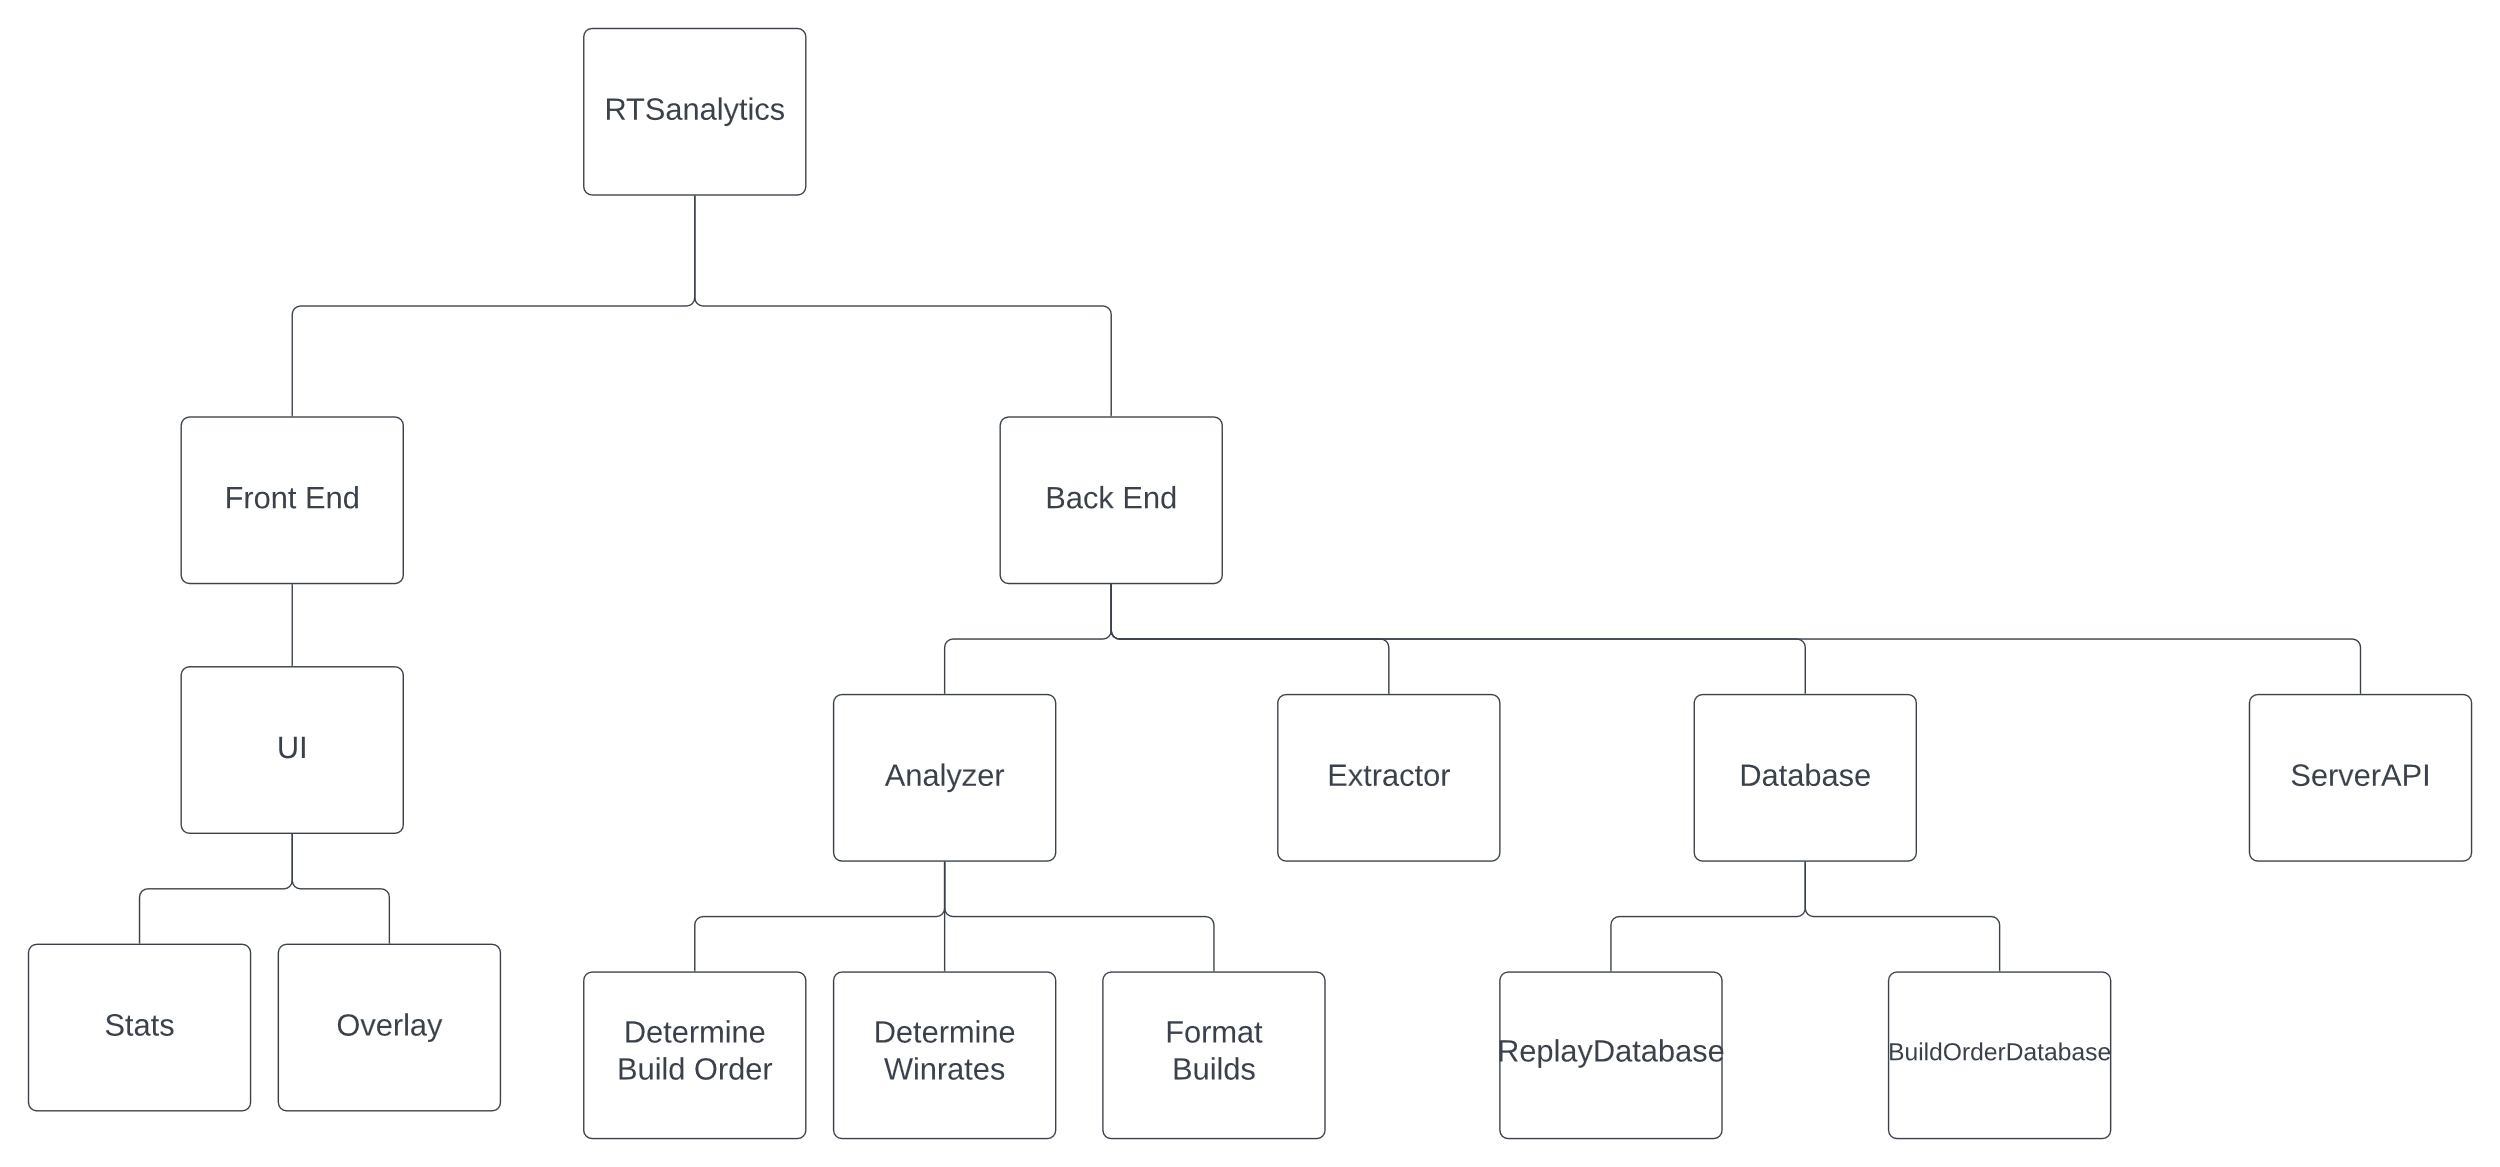 RTSanalytics
Front End
Back End
UI
Analyzer
Extractor
Database
ServerAPI
Stats
Overlay
Determine
Build Order
Determine
Winrates
Format
Builds
ReplayDatabase
BuildOrderDatabase